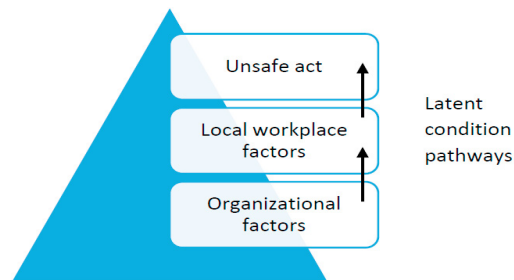 Unsafe act
Local workplace
factors
Organizational
factors
Latent
condition
pathways